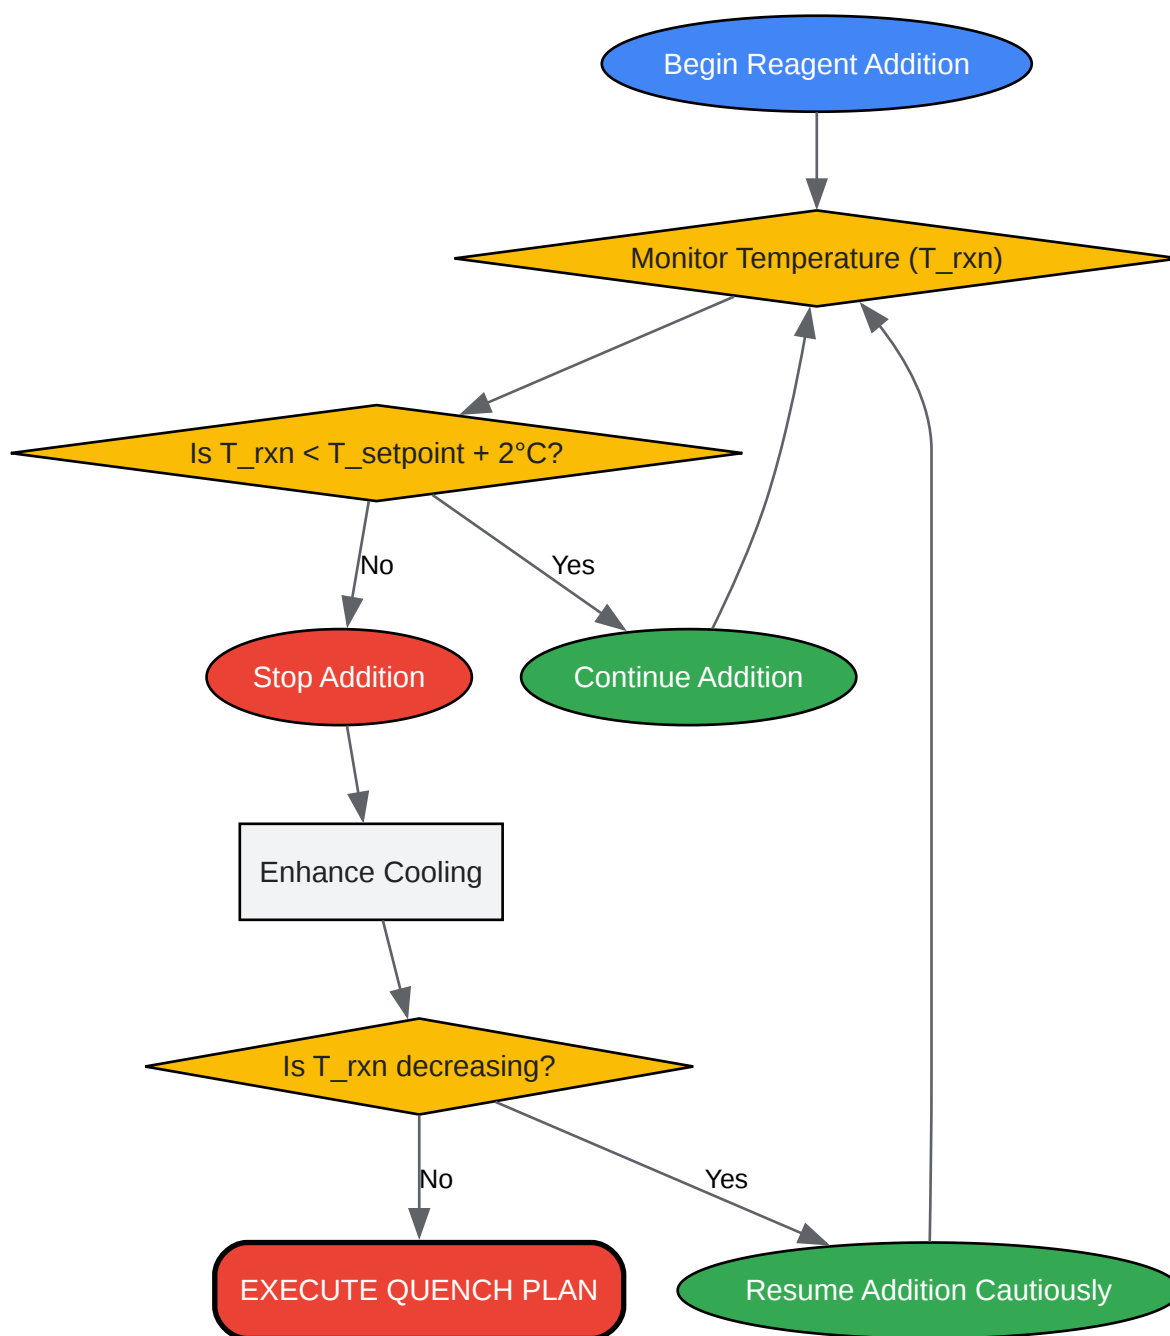 Begin Reagent Addition
Monitor Temperature (T_rxn)
Is T_rxn < T_setpoint + 2°C?
No
Yes
Stop Addition
Continue Addition
Enhance Cooling
Is T_rxn decreasing?
No
Yes
EXECUTE QUENCH PLAN
Resume Addition Cautiously